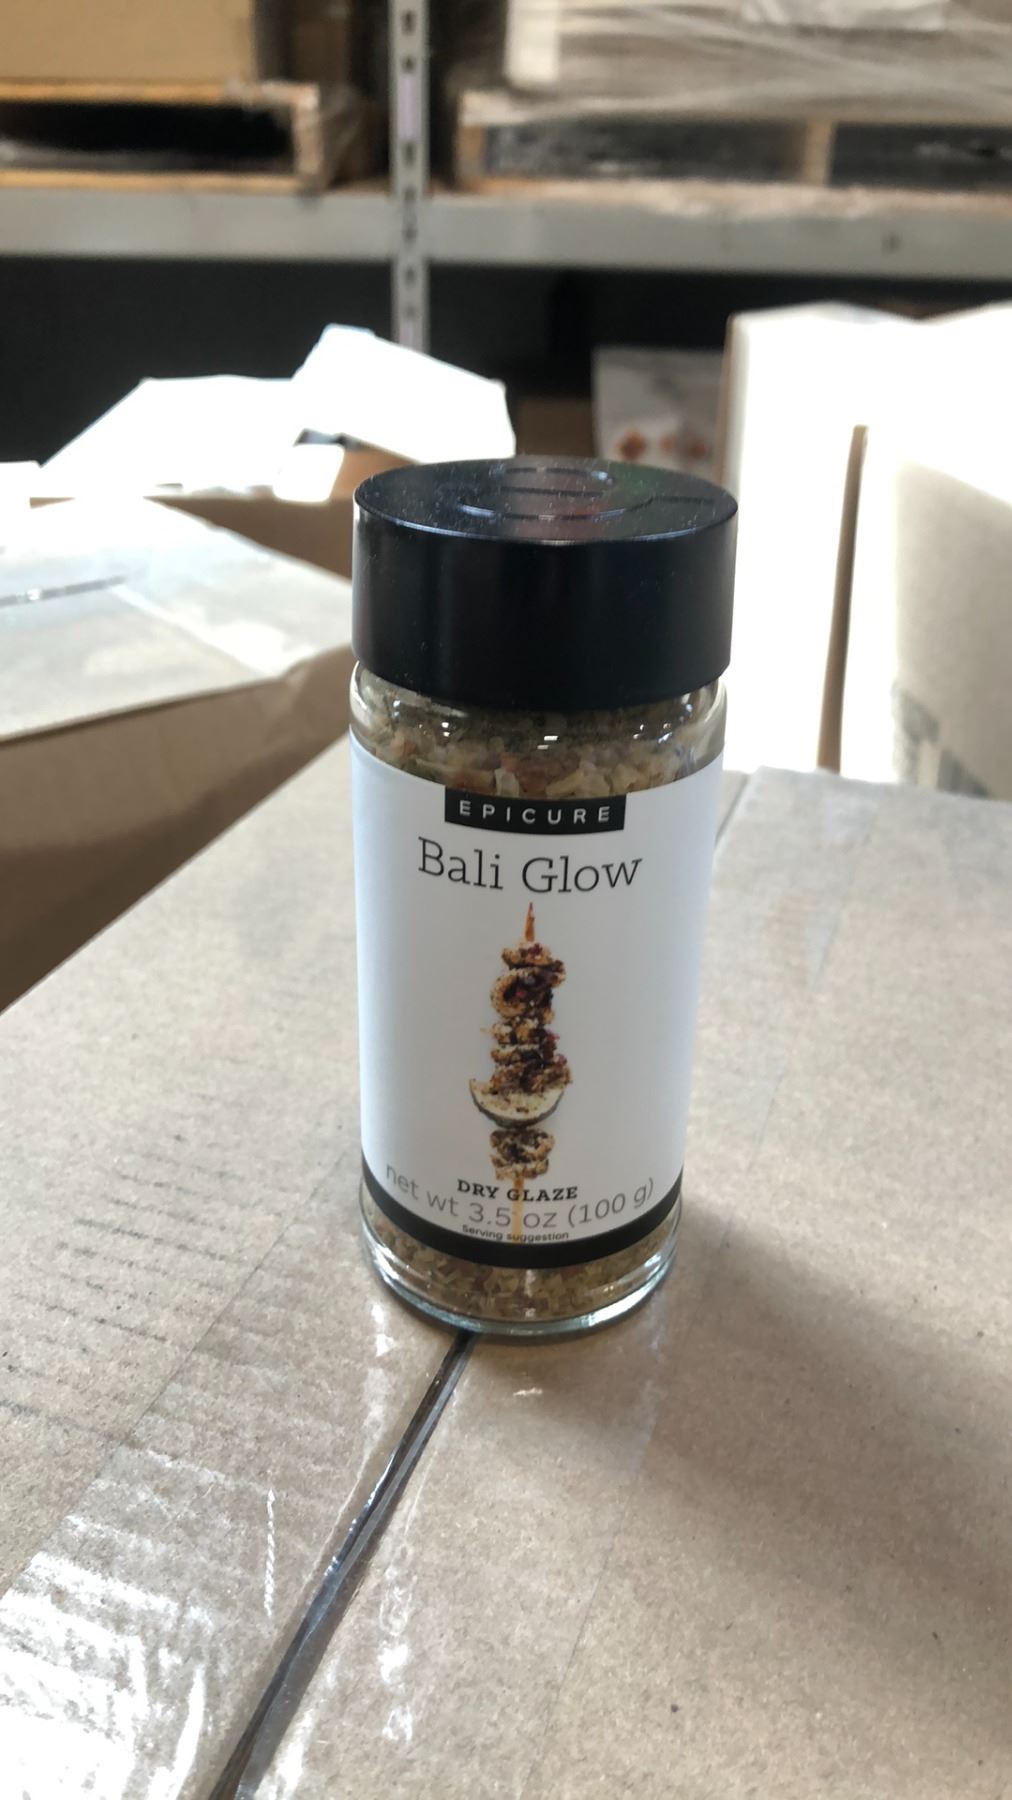 EPICURE
Bali Glow
DRY GLAZE
net wt 3.5 oz (100 g)
Serving suggestion